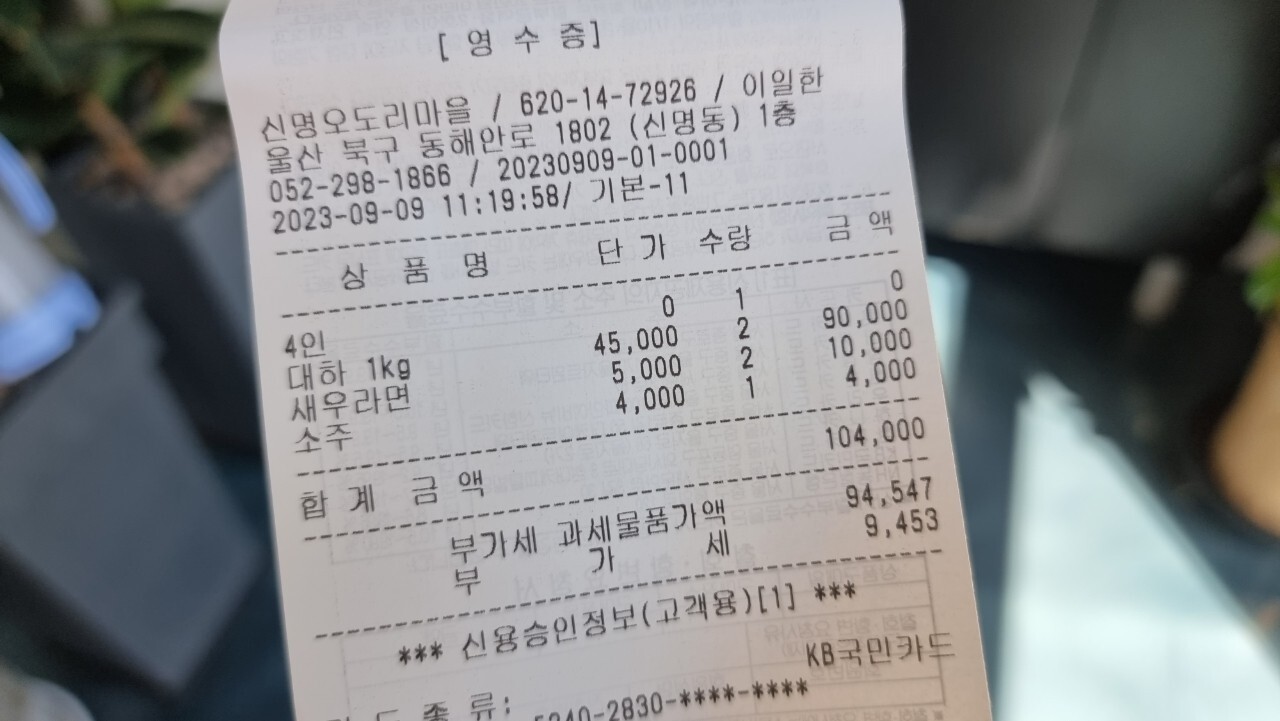 [ 영 수 증]
신명오도리마을 / 620-14-72926 / 이일한
울산 북구 동해안로 1802 (신명동) 1층
052-298-1866 / 20230909-01-0001
2023-09-09 11:19:58/ 기본-11
상 품 명 단 가 수량 금 액
4인 0 1 0
대하 1kg 45,000 2 90,000
새우라면 5,000 2 10,000
소주 4,000 1 4,000
합 계 금 액 104,000
부가세 과세물품가액 94,547
부 가 세 9,453
*** 신용승인정보(고객용)[1] ***
KB국민카드
드 종 류:
5240-2830-****-****